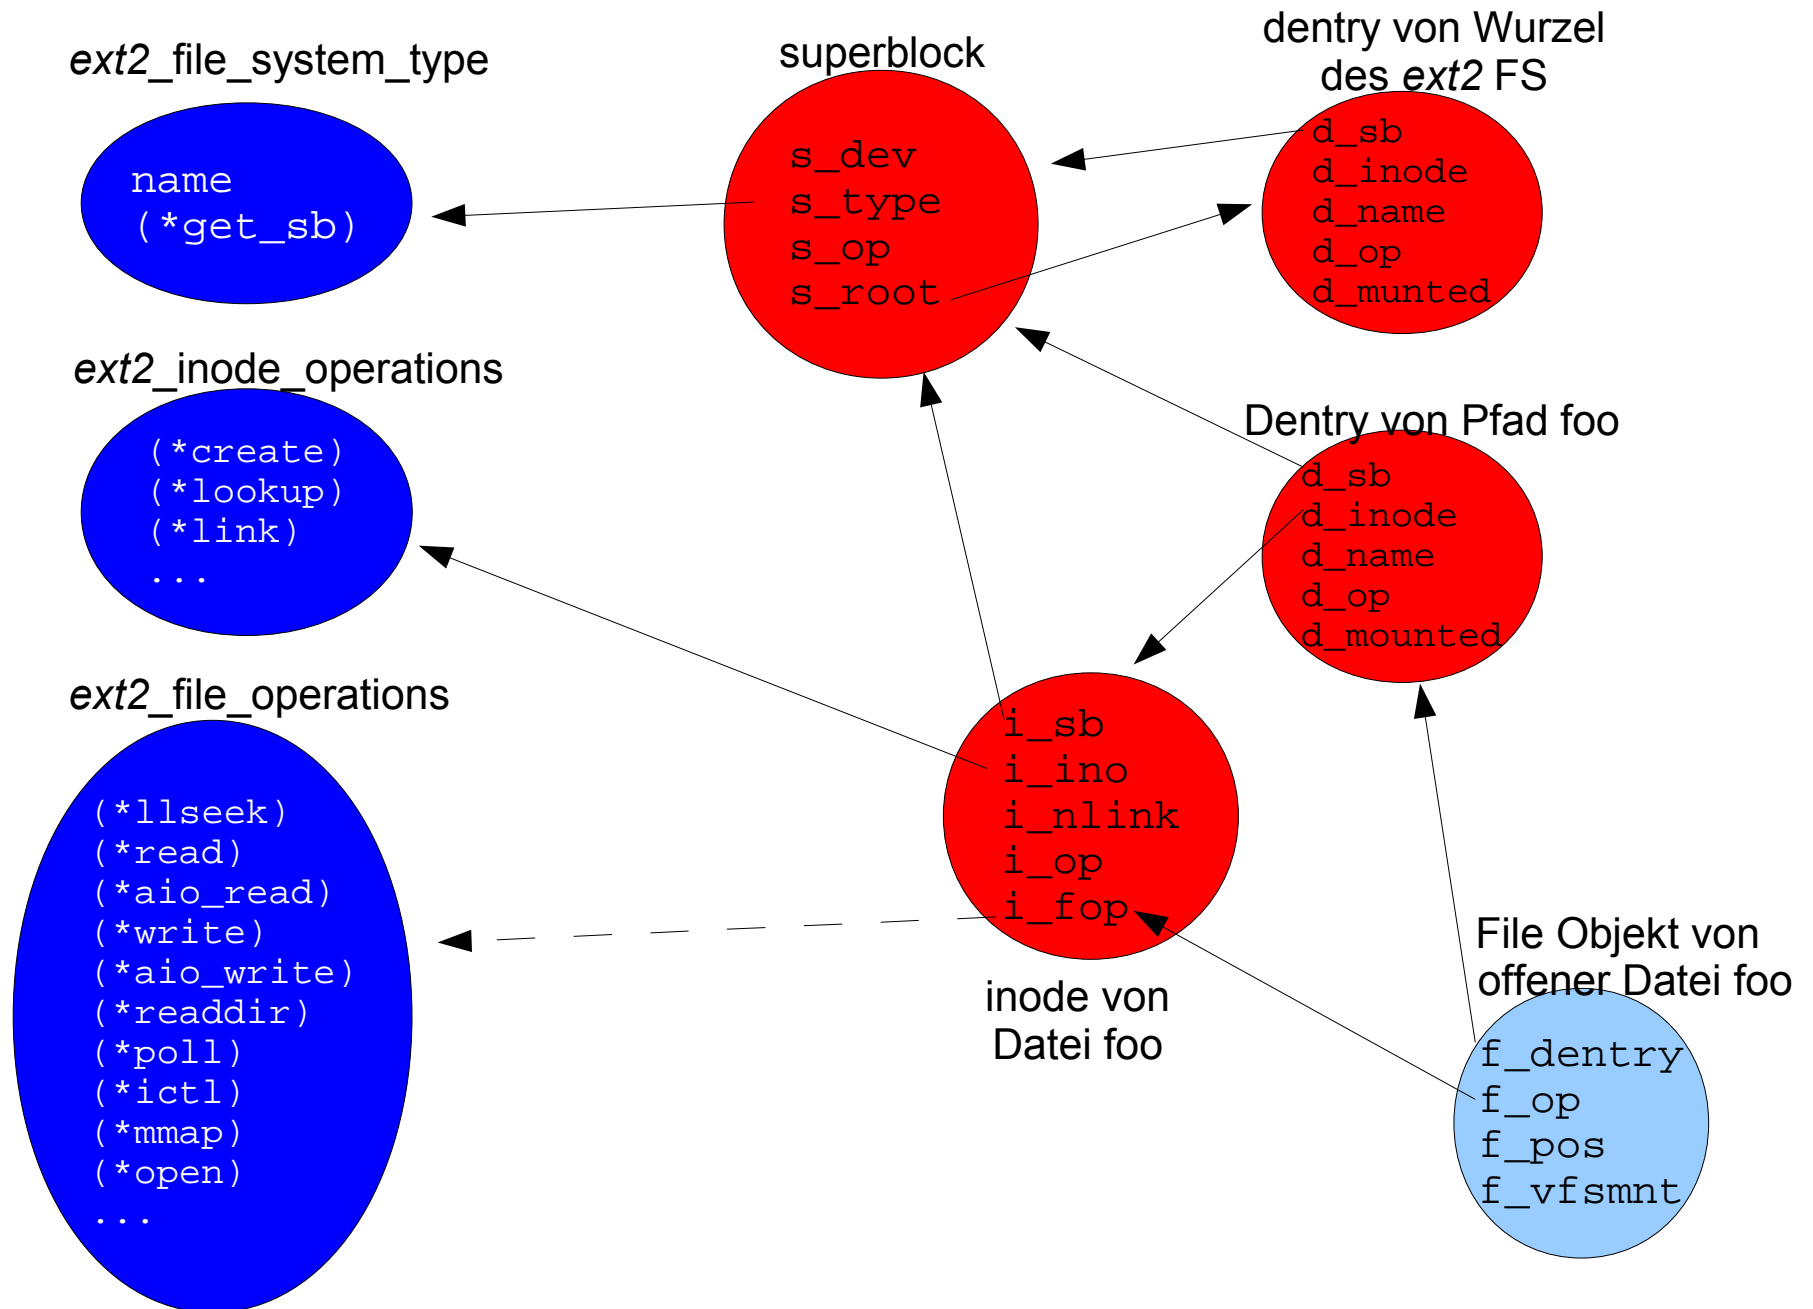 ext2_file_system_type
name
(*get_sb)
superblock
s_dev
s_type
s_op
s_root
dentry von Wurzel
des ext2 FS
d_sb
d_inode
d_name
d_op
d_munted
ext2_inode_operations
(*create)
(*lookup)
(*link)
...
Dentry von Pfad foo
d_sb
d_inode
d_name
d_op
d_mounted
ext2_file_operations
(*llseek)
(*read)
(*aio_read)
(*write)
(*aio_write)
(*readdir)
(*poll)
(*ictl)
(*mmap)
(*open)
...
i_sb
i_ino
i_nlink
i_op
i_fop
inode von
Datei foo
File Objekt von
offener Datei foo
f_dentry
f_op
f_pos
f_vfsmnt